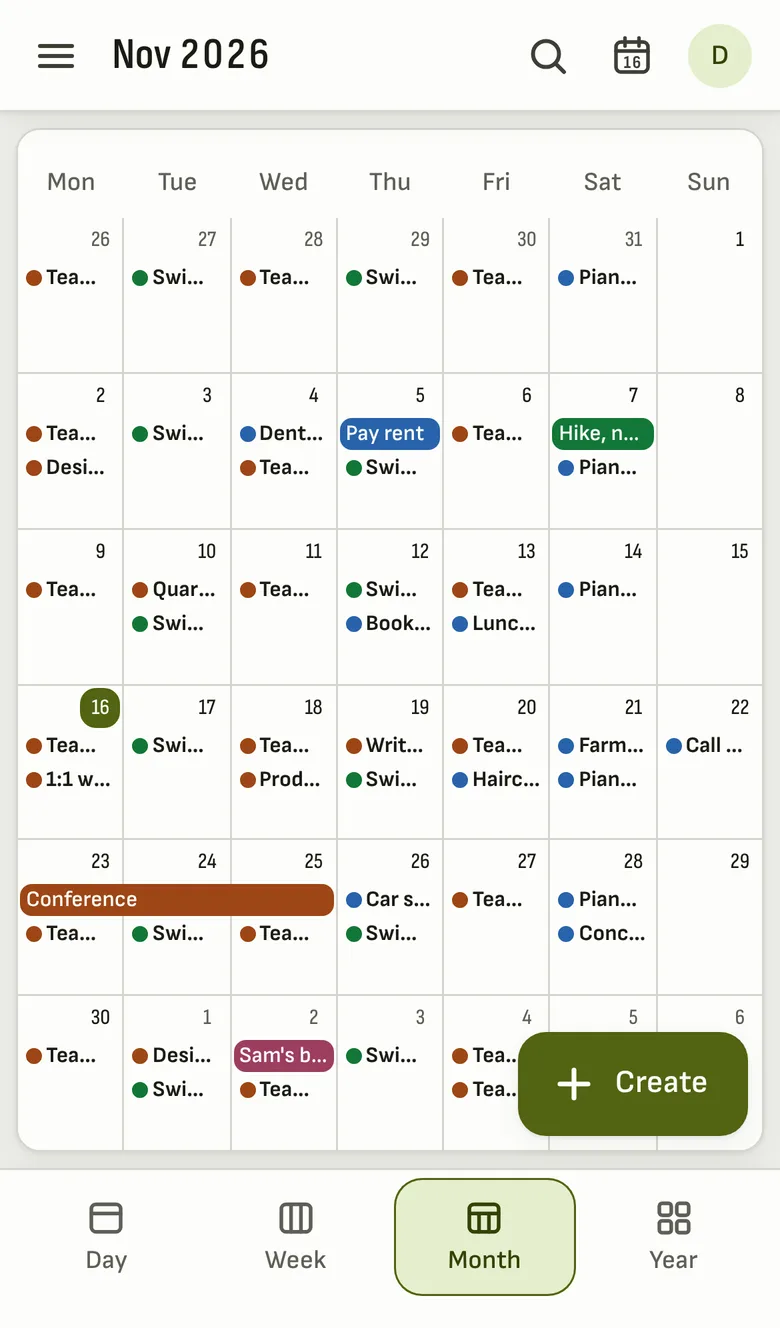 Nov 2026
16
D
Mon Tue Wed Thu Fri Sat Sun
26 27 28 29 30 31 1
Tea... Swi... Tea... Swi... Tea... Pian...
2 3 4 5 6 7 8
Tea... Swi... Dent... Pay rent Tea... Hike, n...
Desi... Tea... Swi... Pian...
9 10 11 12 13 14 15
Tea... Quar... Tea... Swi... Tea... Pian...
Swi... Book... Lunc...
16 17 18 19 20 21 22
Tea... Swi... Tea... Writ... Tea... Farm... Call ...
1:1 w... Prod... Swi... Hairc... Pian...
23 24 25 26 27 28 29
Conference Car s... Tea... Pian...
Tea... Swi... Tea... Swi... Conc...
30 1 2 3 4 5 6
Tea... Desi... Sam's b... Swi... Tea...
Swi... Tea... Tea...
Create
Day Week Month Year